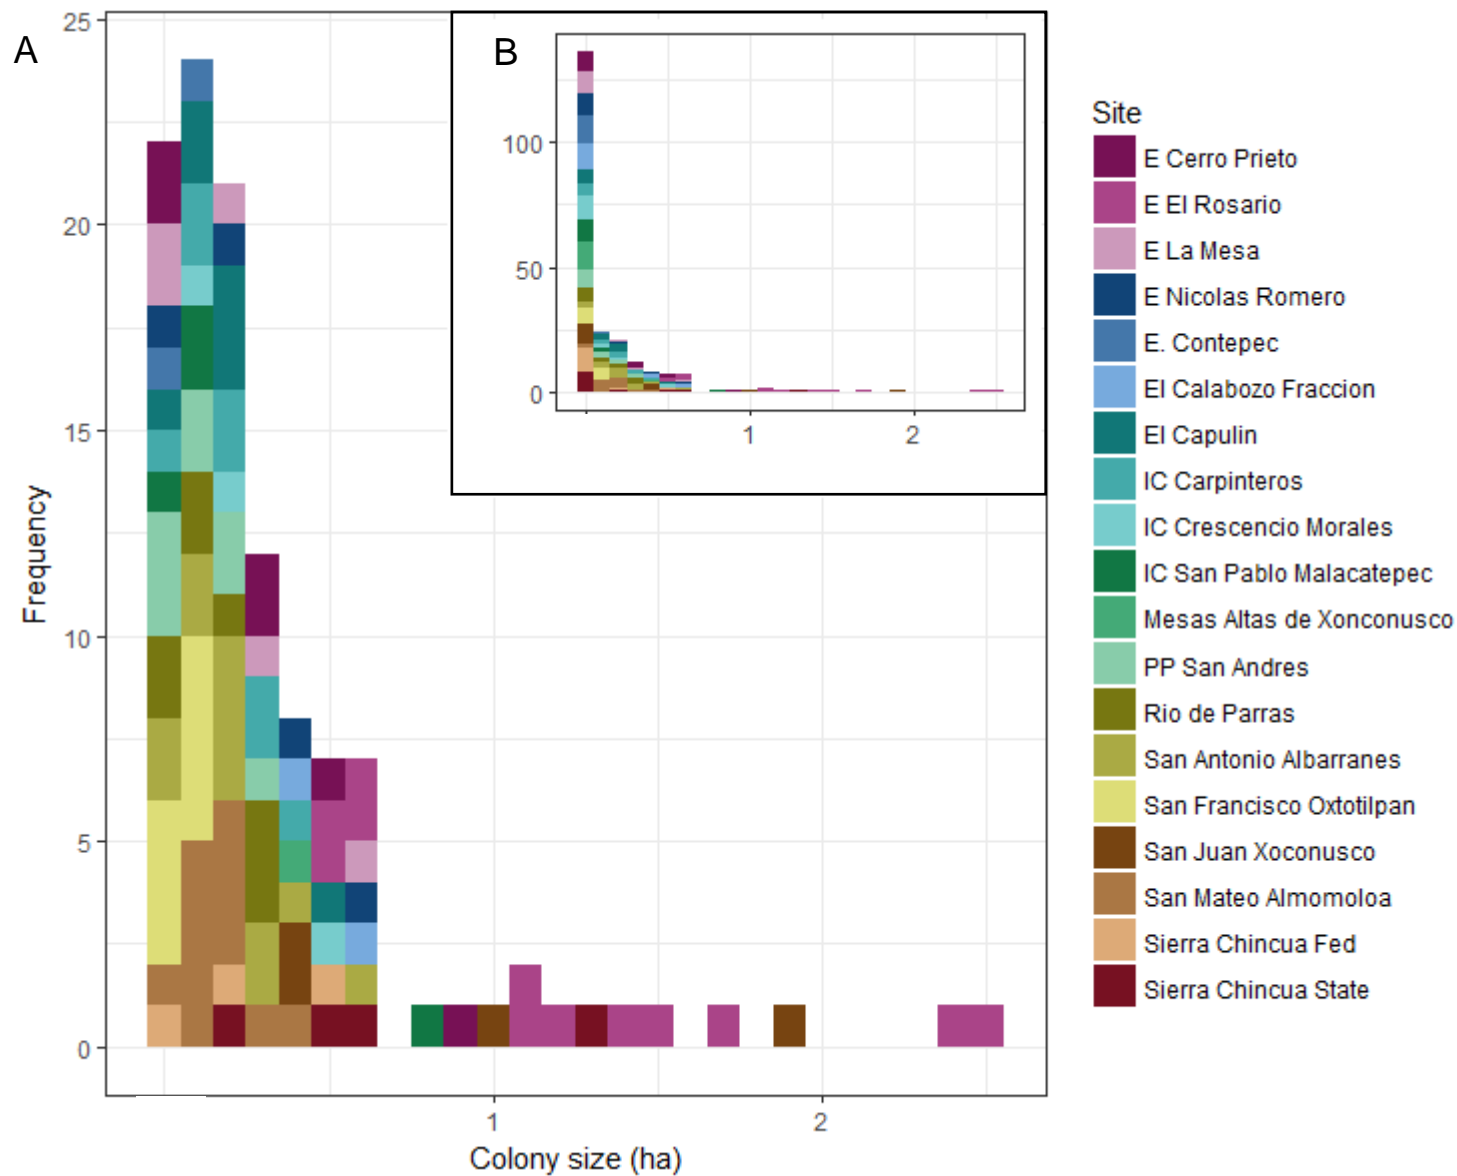 A
25
20
15
10
5
0
Frequency
1
2
Colony size (ha)
B
100
50
0
1
2
Site
E Cerro Prieto
E El Rosario
E La Mesa
E Nicolas Romero
E. Contepec
El Calabozo Fraccion
El Capulin
IC Carpinteros
IC Crescencio Morales
IC San Pablo Malacatepec
Mesas Altas de Xonconusco
PP San Andres
Rio de Parras
San Antonio Albarranes
San Francisco Oxtotilpan
San Juan Xoconusco
San Mateo Almomoloa
Sierra Chincua Fed
Sierra Chincua State